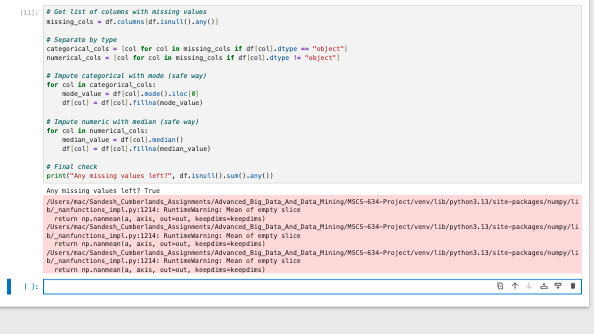 [11]: # Get list of columns with missing values
missing_cols = df.columns[df.isnull().any()]
# Separate by type
categorical_cols = [col for col in missing_cols if df[col].dtype == "object"]
numerical_cols = [col for col in missing_cols if df[col].dtype != "object"]
# Impute categorical with mode (safe way)
for col in categorical_cols:
mode_value = df[col].mode().iloc[0]
df[col] = df[col].fillna(mode_value)
# Impute numeric with median (safe way)
for col in numerical_cols:
median_value = df[col].median()
df[col] = df[col].fillna(median_value)
# Final check
print("Any missing values left?", df.isnull().sum().any())
Any missing values left? True
/Users/mac/Sandesh_Cumberlands_Assignments/Advanced_Big_Data_And_Data_Mining/MSCS-634-Project/venv/lib/python3.13/site-packages/numpy/li
b/_nanfunctions_impl.py:1214: RuntimeWarning: Mean of empty slice
return np.nanmean(a, axis, out=out, keepdims=keepdims)
/Users/mac/Sandesh_Cumberlands_Assignments/Advanced_Big_Data_And_Data_Mining/MSCS-634-Project/venv/lib/python3.13/site-packages/numpy/li
b/_nanfunctions_impl.py:1214: RuntimeWarning: Mean of empty slice
return np.nanmean(a, axis, out=out, keepdims=keepdims)
/Users/mac/Sandesh_Cumberlands_Assignments/Advanced_Big_Data_And_Data_Mining/MSCS-634-Project/venv/lib/python3.13/site-packages/numpy/li
b/_nanfunctions_impl.py:1214: RuntimeWarning: Mean of empty slice
return np.nanmean(a, axis, out=out, keepdims=keepdims)
[ ]: